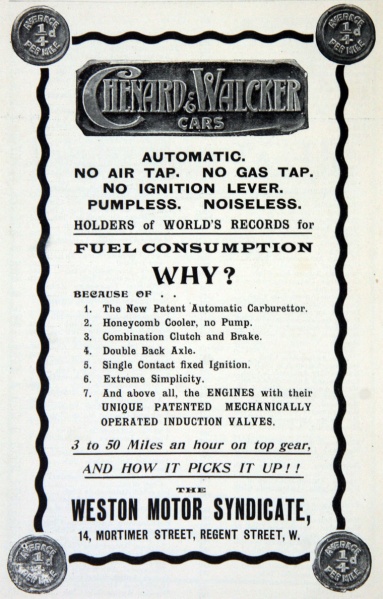 AVERAGE
1/4 d
PER MILE
AVERAGE
1/4 d
PER MILE
CHENARD & WALCKER
CARS
AUTOMATIC.
NO AIR TAP. NO GAS TAP.
NO IGNITION LEVER.
PUMPLESS. NOISELESS.
HOLDERS of WORLD'S RECORDS for
FUEL CONSUMPTION
WHY?
BECAUSE OF . .
1. The New Patent Automatic Carburettor.
2. Honeycomb Cooler, no Pump.
3. Combination Clutch and Brake.
4. Double Back Axle.
5. Single Contact fixed Ignition.
6. Extreme Simplicity.
7. And above all, the ENGINES with their
UNIQUE PATENTED MECHANICALLY
OPERATED INDUCTION VALVES.
3 to 50 Miles an hour on top gear,
AND HOW IT PICKS IT UP!!
THE
WESTON MOTOR SYNDICATE,
14, MORTIMER STREET, REGENT STREET, W.
AVERAGE
1/4 d
PER MILE
AVERAGE
1/4 d
PER MILE